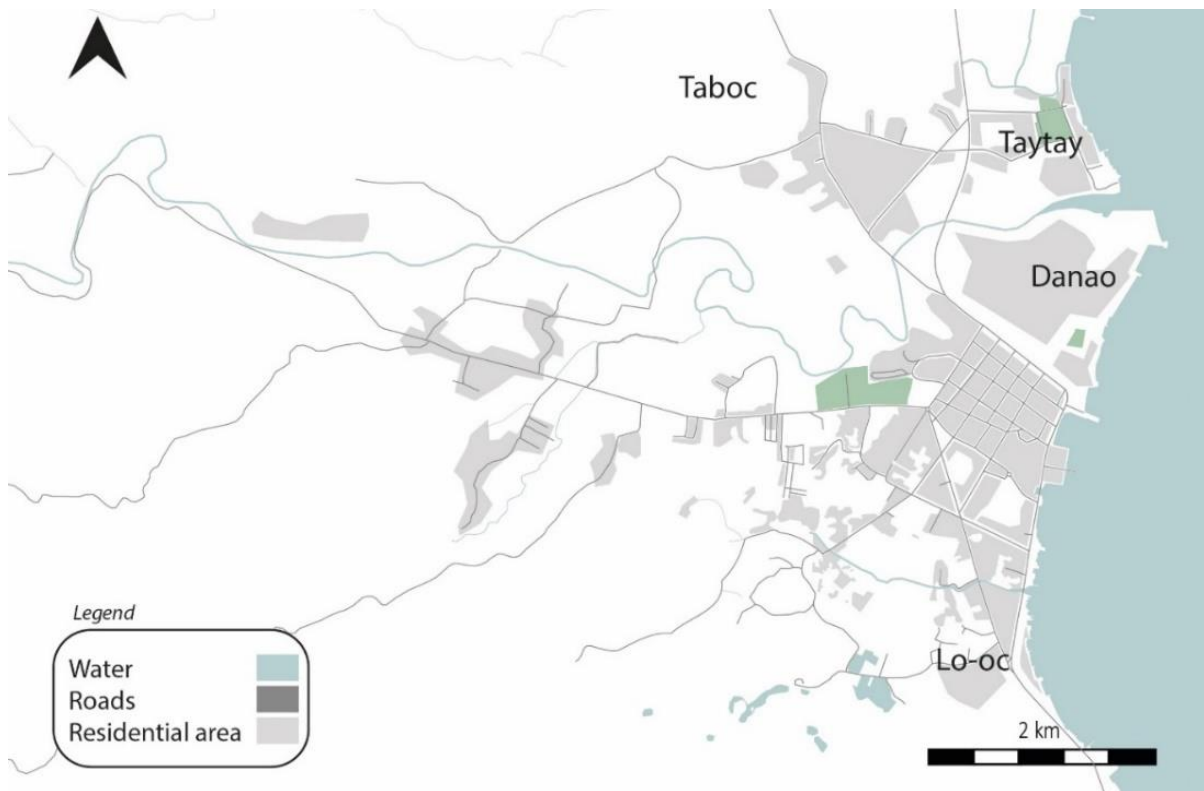 Taboc
Taytay
Danao
Lo-oc
Legend
Water
Roads
Residential area
2 km